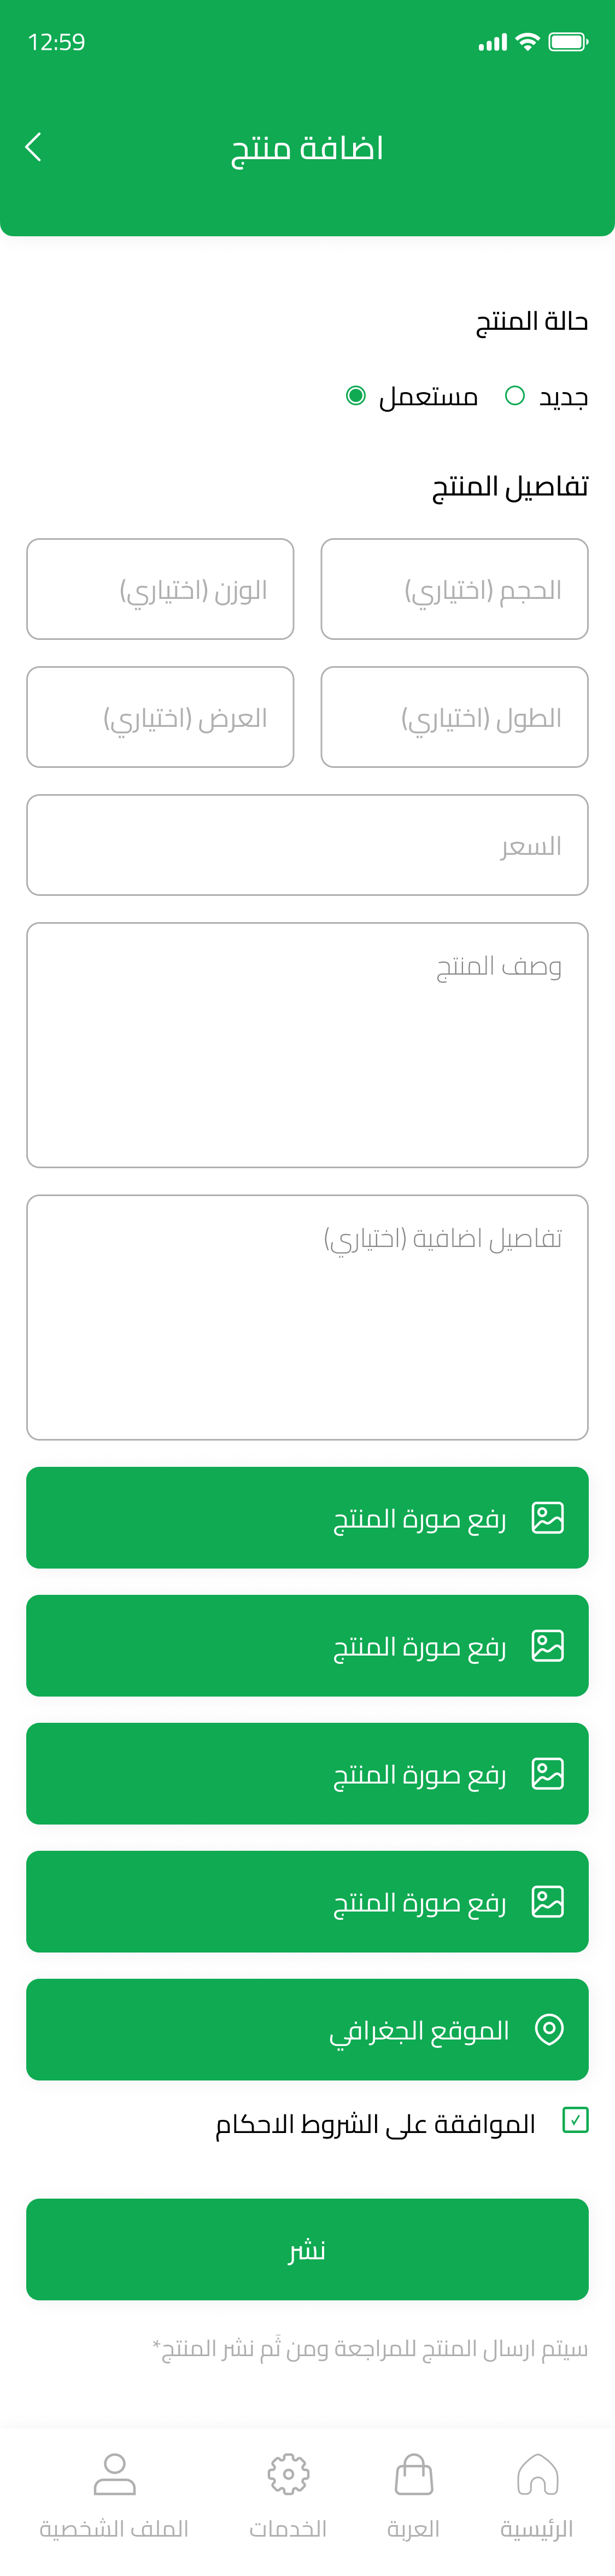 12:59
اضافة منتج
حالة المنتج
جديد
مستعمل
تفاصيل المنتج
الحجم (اختياري)
الوزن (اختياري)
الطول (اختياري)
العرض (اختياري)
السعر
وصف المنتج
تفاصيل اضافية (اختياري)
رفع صورة المنتج
رفع صورة المنتج
رفع صورة المنتج
رفع صورة المنتج
الموقع الجغرافي
الموافقة على الشروط الاحكام
نشر
سيتم ارسال المنتج للمراجعة ومن ثَم نشر المنتج*
الرئيسية
العربة
الخدمات
الملف الشخصية